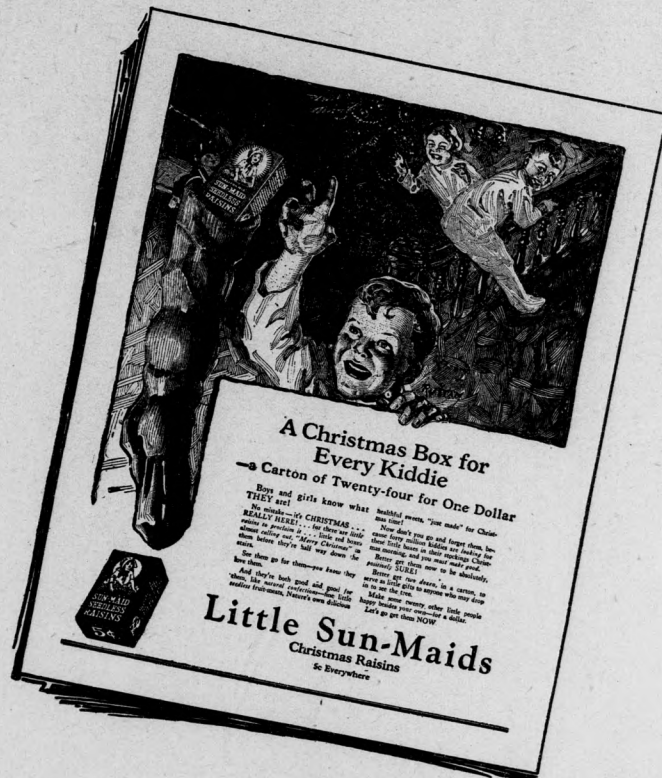 SUN-MAID
SEEDLESS
RAISINS
A Christmas Box for
Every Kiddie
—a Carton of Twenty-four for One Dollar
Boys and girls know what
THEY are!
No mistake—it's CHRISTMAS . . .
REALLY HERE! . . . for these are little
raisins to proclaim it . . . little red boxes
almost calling out, "Merry Christmas" to
them before they're half way down the
stairs.
See them go for them—you know they
love them.
And they're both good and good for
'them, like natural confections—fine little
seedless fruit-meats, Nature's own delicious
healthful sweets, "just made" for Christ-
mas time!
Now don't you go and forget them, be-
cause forty million kiddies are looking for
these little boxes in their stockings Christ-
mas morning, and you must make good.
Better get them now to be absolutely,
positively SURE!
Better get two dozen, in a carton, to
serve as little gifts to anyone who may drop
in to see the tree.
Make some twenty other little people
happy besides your own—for a dollar.
Let's go get them NOW
SUN-MAID
SEEDLESS
RAISINS
5¢
Little Sun-Maids
Christmas Raisins
5c Everywhere